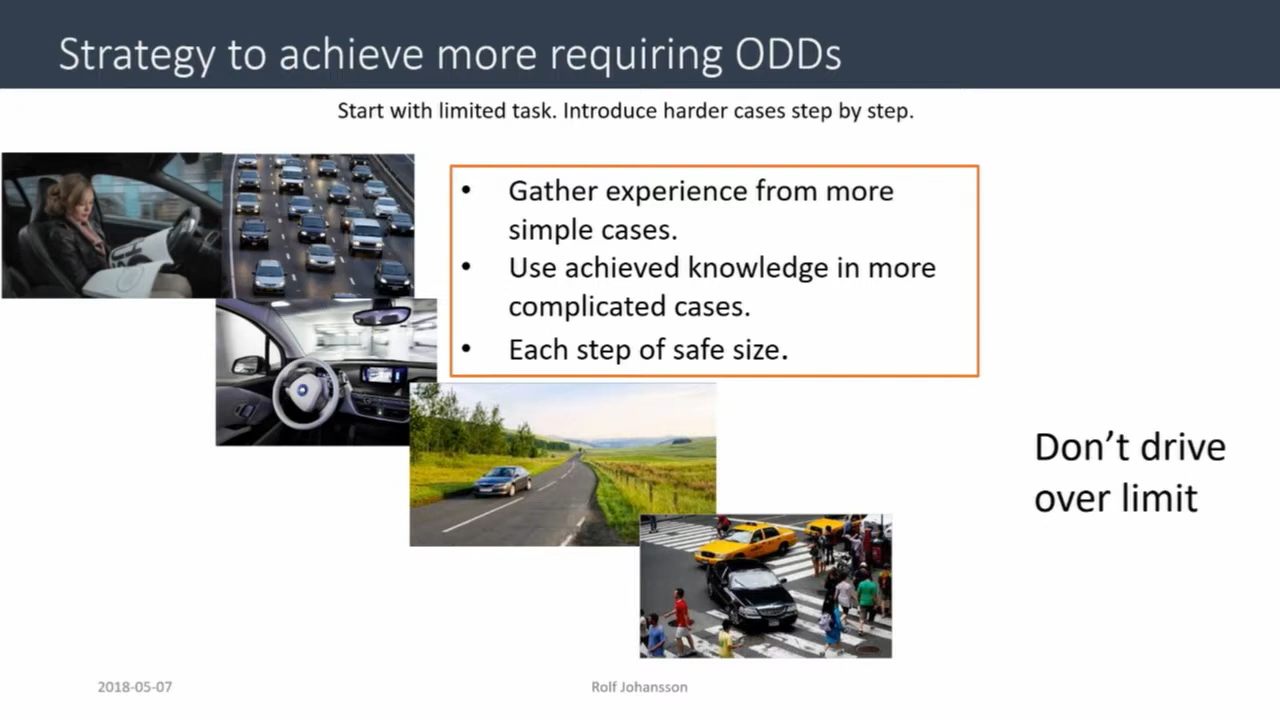 Strategy to achieve more requiring ODDs
Start with limited task. Introduce harder cases step by step.
• Gather experience from more
simple cases.
• Use achieved knowledge in more
complicated cases.
• Each step of safe size.
Don’t drive
over limit
2018-05-07
Rolf Johansson